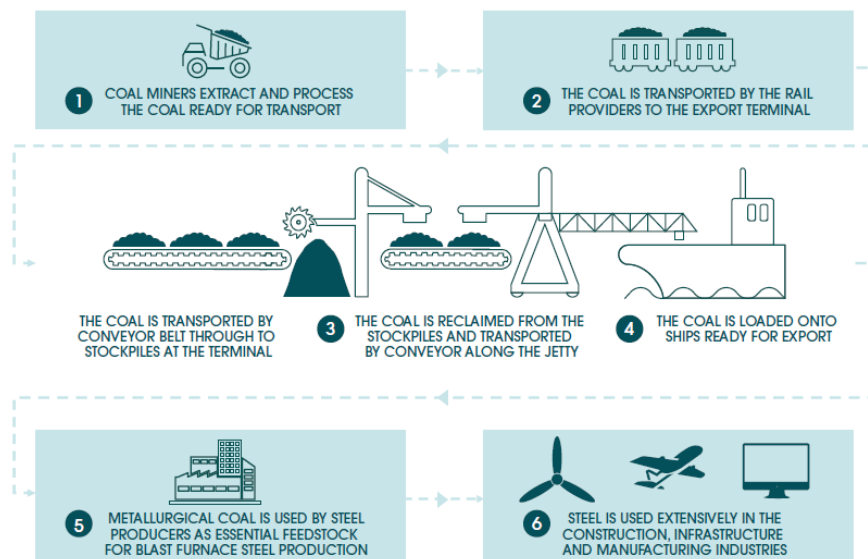 1
COAL MINERS EXTRACT AND PROCESS
THE COAL READY FOR TRANSPORT
2
THE COAL IS TRANSPORTED BY THE RAIL
PROVIDERS TO THE EXPORT TERMINAL
THE COAL IS TRANSPORTED BY
CONVEYOR BELT THROUGH TO
STOCKPILES AT THE TERMINAL
3
THE COAL IS RECLAIMED FROM THE
STOCKPILES AND TRANSPORTED
BY CONVEYOR ALONG THE JETTY
4
THE COAL IS LOADED ONTO
SHIPS READY FOR EXPORT
5
METALLURGICAL COAL IS USED BY STEEL
PRODUCERS AS ESSENTIAL FEEDSTOCK
FOR BLAST FURNACE STEEL PRODUCTION
6
STEEL IS USED EXTENSIVELY IN THE
CONSTRUCTION, INFRASTRUCTURE
AND MANUFACTURING INDUSTRIES